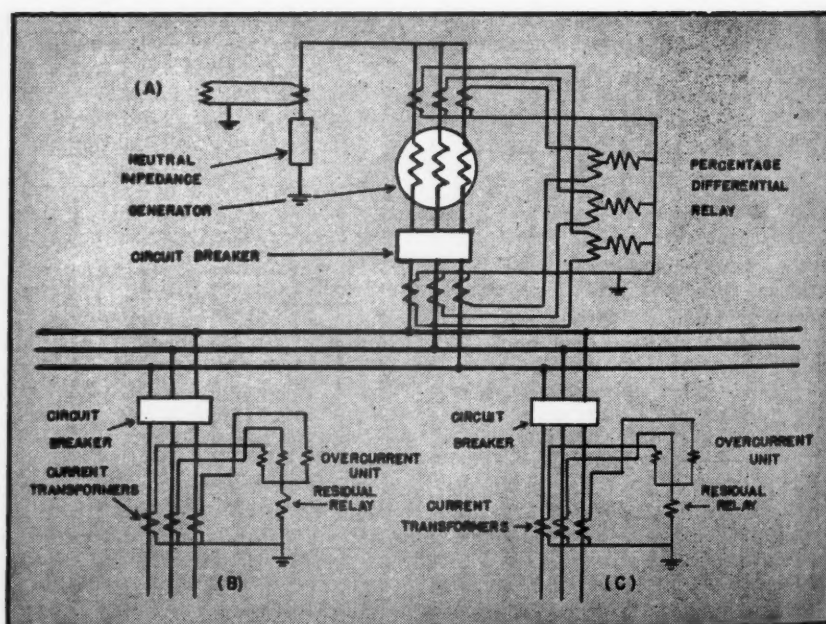 (A)
NEUTRAL
IMPEDANCE
GENERATOR
CIRCUIT BREAKER
PERCENTAGE
DIFFERENTIAL
RELAY
CIRCUIT
BREAKER
CURRENT
TRANSFORMERS
OVERCURRENT
UNIT
RESIDUAL
RELAY
(B)
CIRCUIT
BREAKER
OVERCURRENT
UNIT
RESIDUAL
RELAY
CURRENT
TRANSFORMERS
(C)